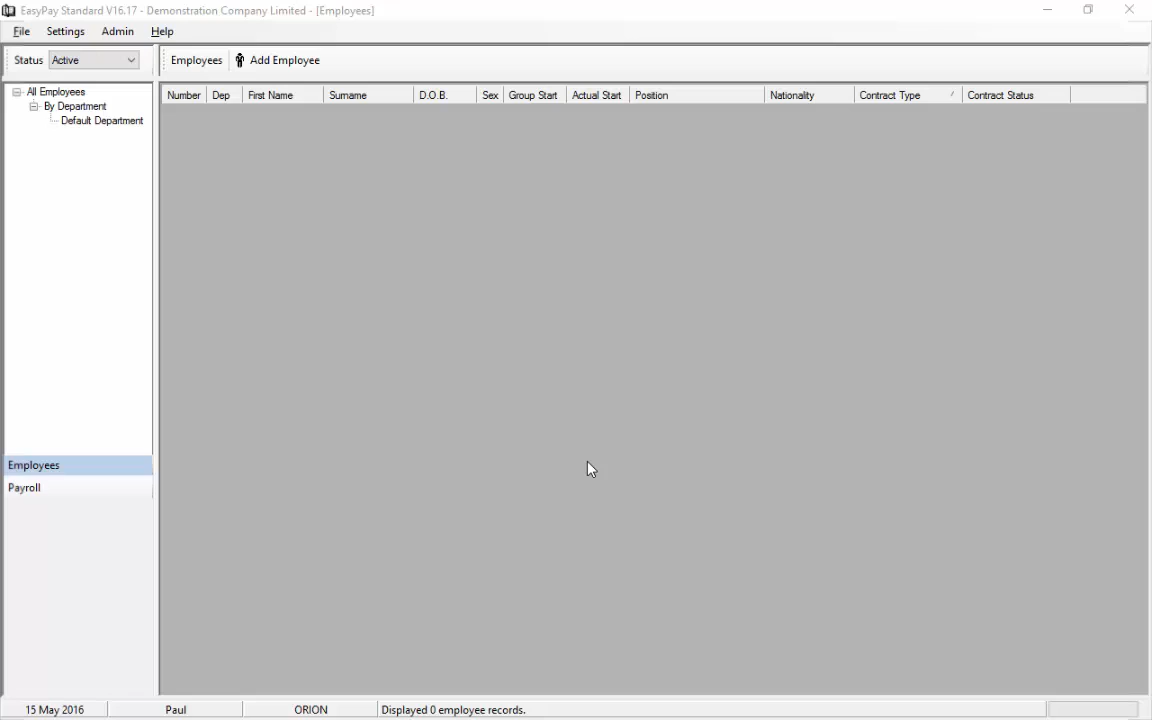 EasyPay Standard V16.17 - Demonstration Company Limited - [Employees]
File Settings Admin Help
Status Active Employees Add Employee
All Employees
By Department
Default Department
Number Dep First Name Surname D.O.B. Sex Group Start Actual Start Position Nationality Contract Type Contract Status
Employees
Payroll
15 May 2016 Paul ORION Displayed 0 employee records.